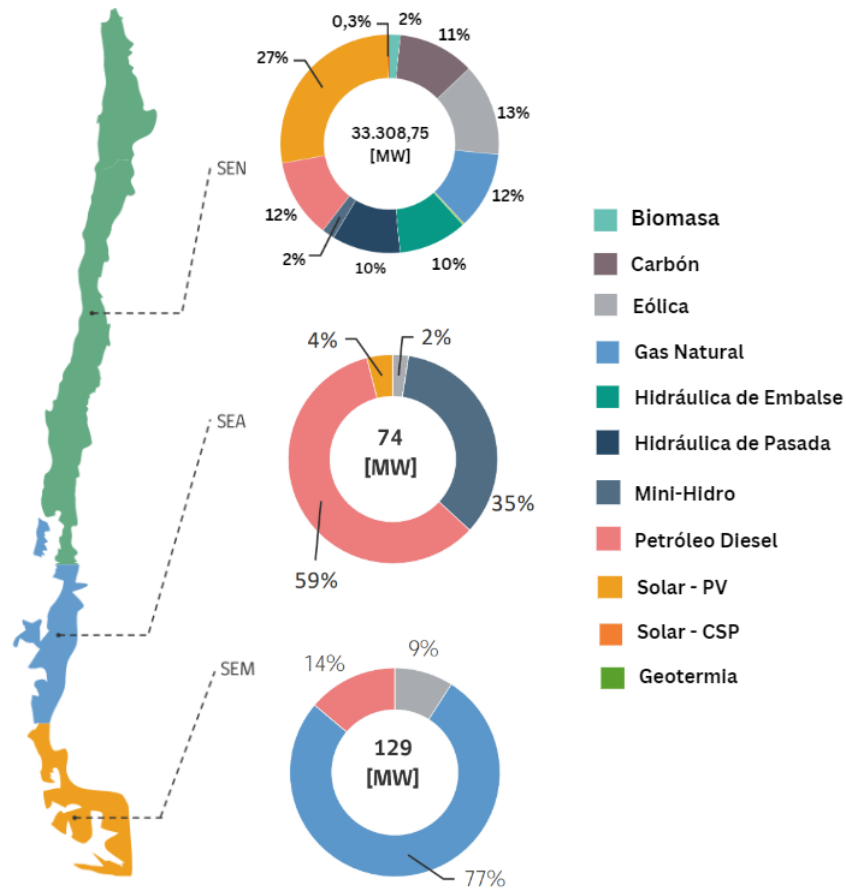 0,3%
2%
11%
27%
13%
33.308,75
[MW]
SEN
12%
12%
2%
10%
10%
Biomasa
Carbón
Eólica
Gas Natural
Hidráulica de Embalse
Hidráulica de Pasada
Mini-Hidro
Petróleo Diesel
Solar - PV
Solar - CSP
Geotermia
4%
2%
SEA
74
[MW]
35%
59%
SEM
14%
9%
129
[MW]
77%